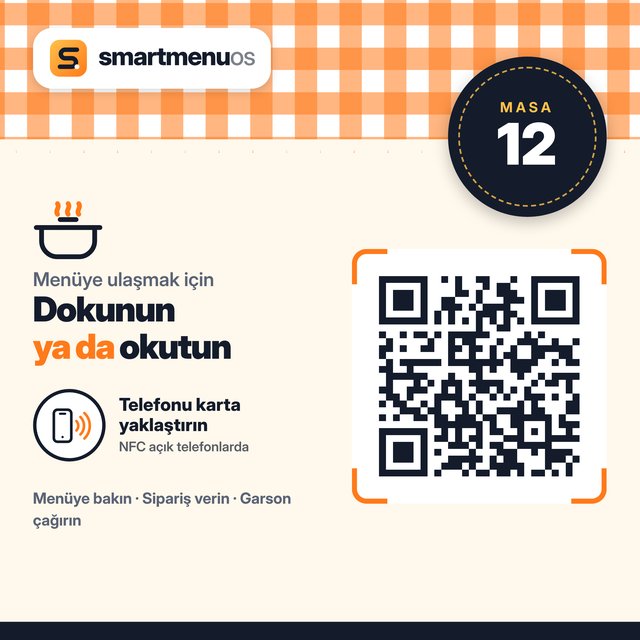 smartmenuos
MASA
12
Menüye ulaşmak için
Dokunun
ya da okutun
Telefonu karta
yaklaştırın
NFC açık telefonlarda
Menüye bakın · Sipariş verin · Garson
çağırın